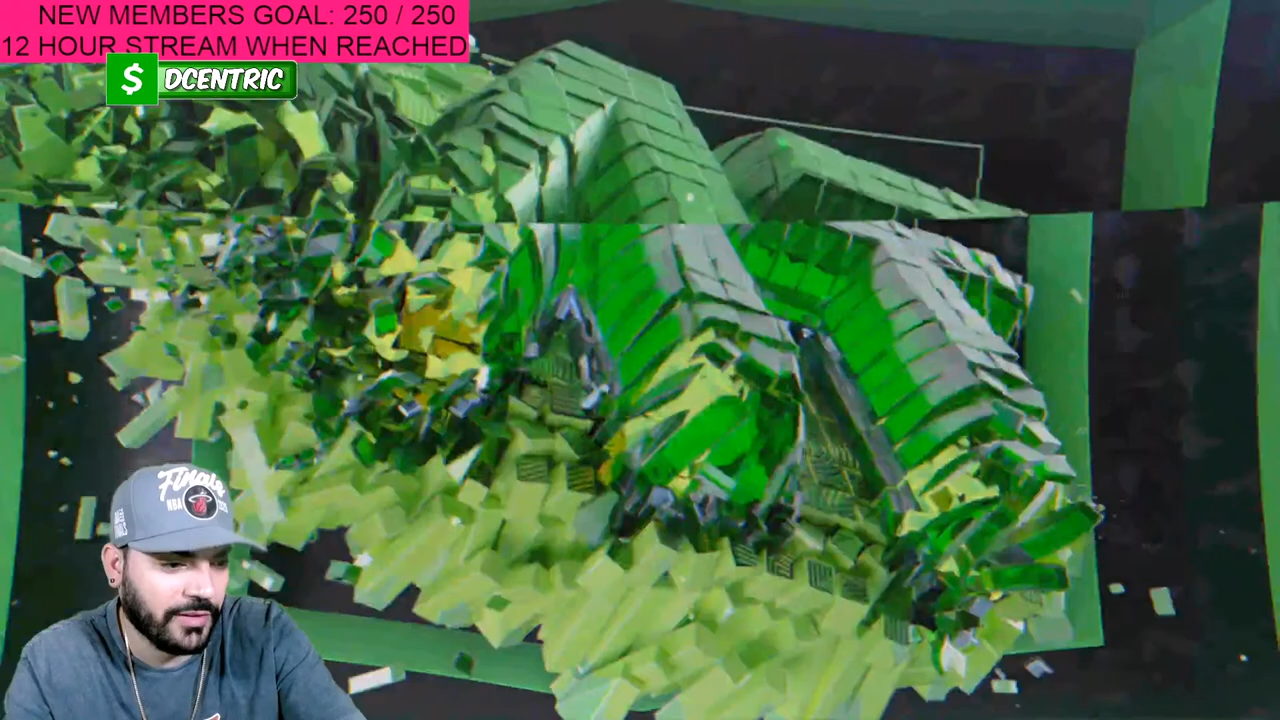 NEW MEMBERS GOAL: 250 / 250
12 HOUR STREAM WHEN REACHED
$ DCENTRIC
Finals
NBA